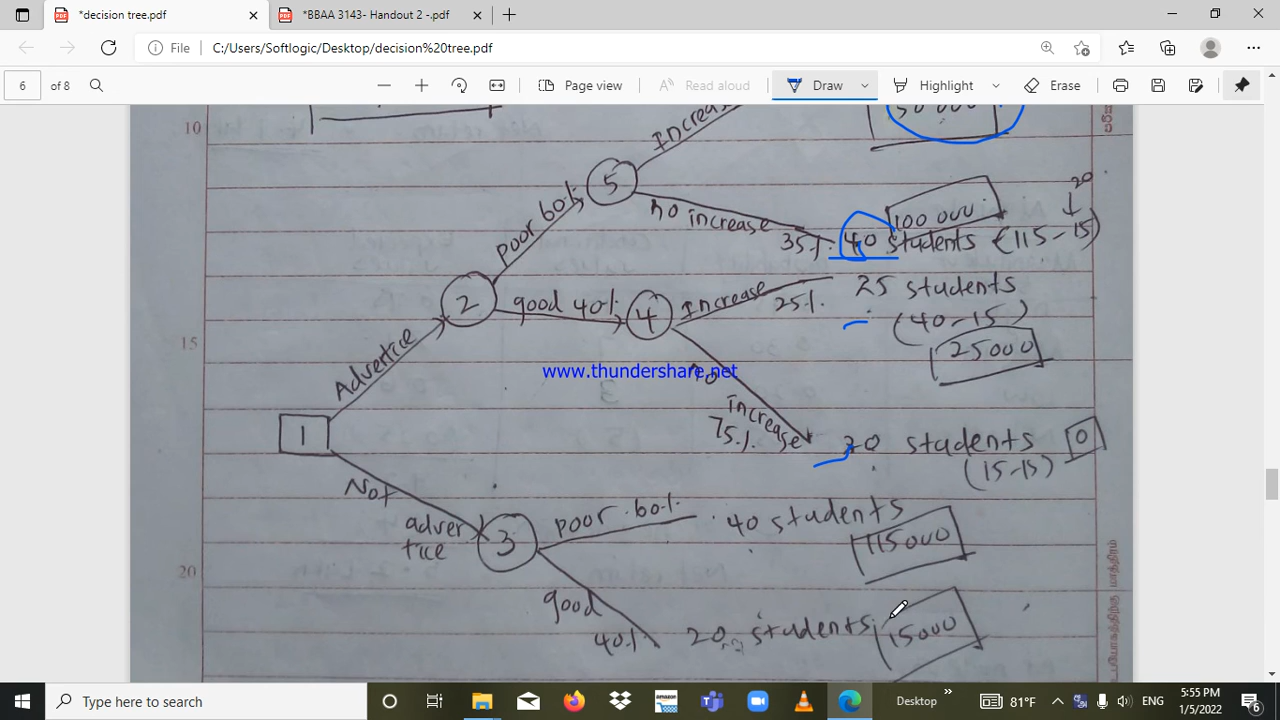 *decision tree.pdf
*BBAA 3143- Handout 2 -.pdf
File
C:/Users/Softlogic/Desktop/decision%20tree.pdf
6 of 8
Page view
Read aloud
Draw
Highlight
Erase
10
Increas
50 000
5
20
100 000
Poor 60%
no increase
35%
40 students (115-15)
2
good 40%
4
Increase
25%
25 students
(40-15)
25000
15
Advertice
www.thundershare.net
no
increase
75%
1
20 students
0
(15-15)
Not
adver
tice
3
poor 60%
40 students
115000
20
good
40%
20 students
15000
Type here to search
Desktop
81°F
ENG
5:55 PM
1/5/2022
6